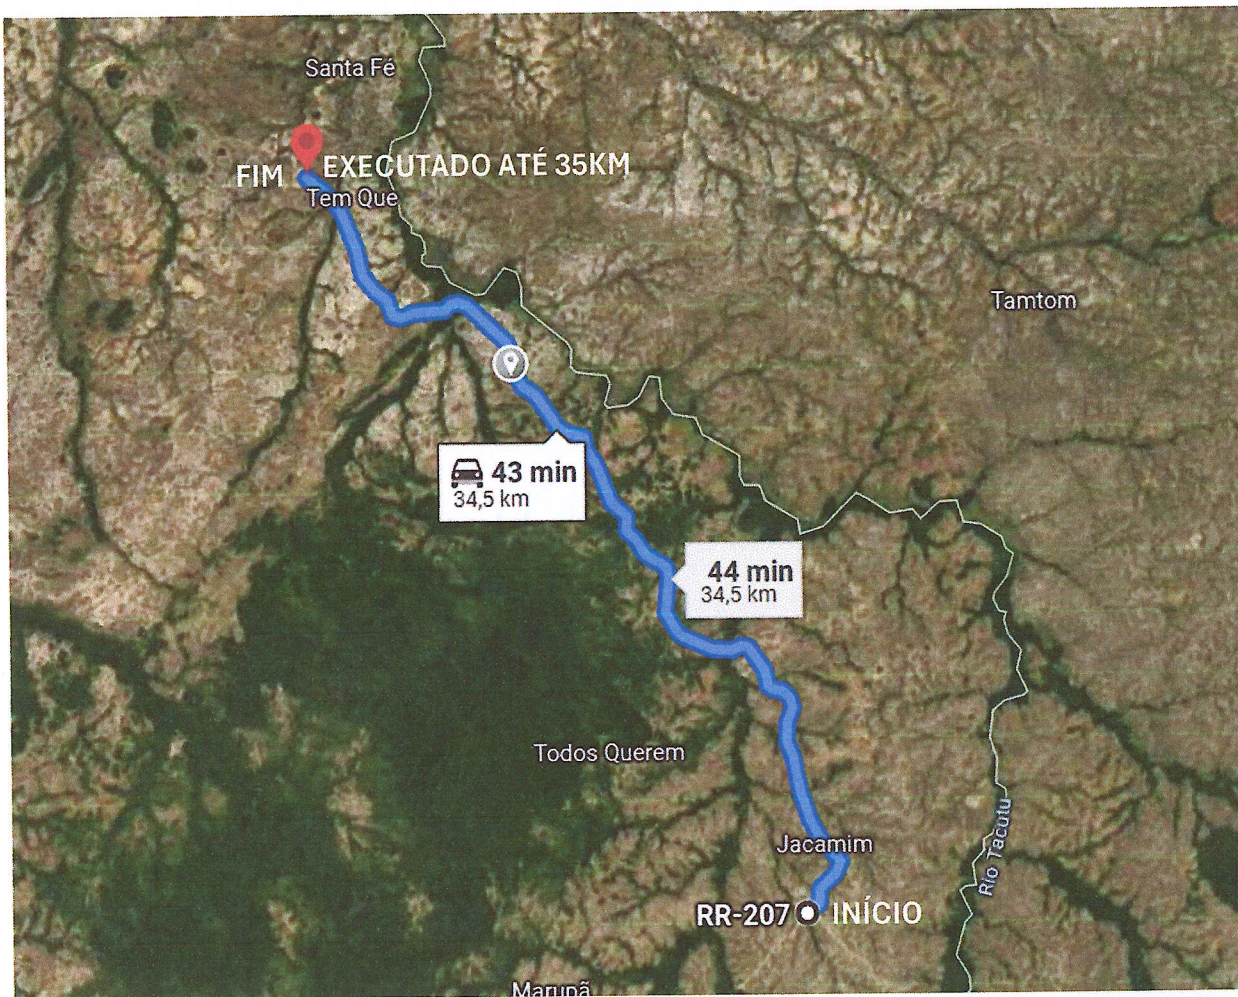 Santa Fé
FIM
EXECUTADO ATÉ 35KM
Tem Que
Tamtom
43 min
34,5 km
44 min
34,5 km
Todos Querem
Jacamim
Rio Tacutu
RR-207
INÍCIO
Marupã